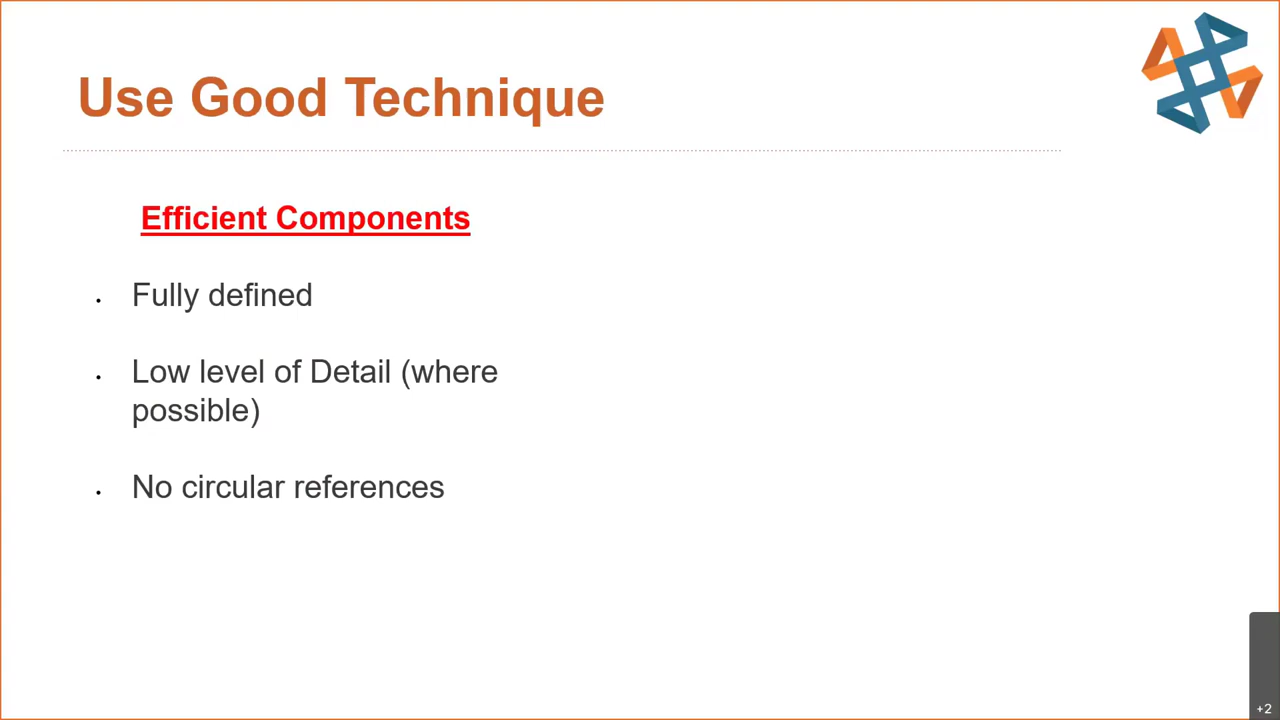 Use Good Technique
Efficient Components
• Fully defined
• Low level of Detail (where
possible)
• No circular references
+2